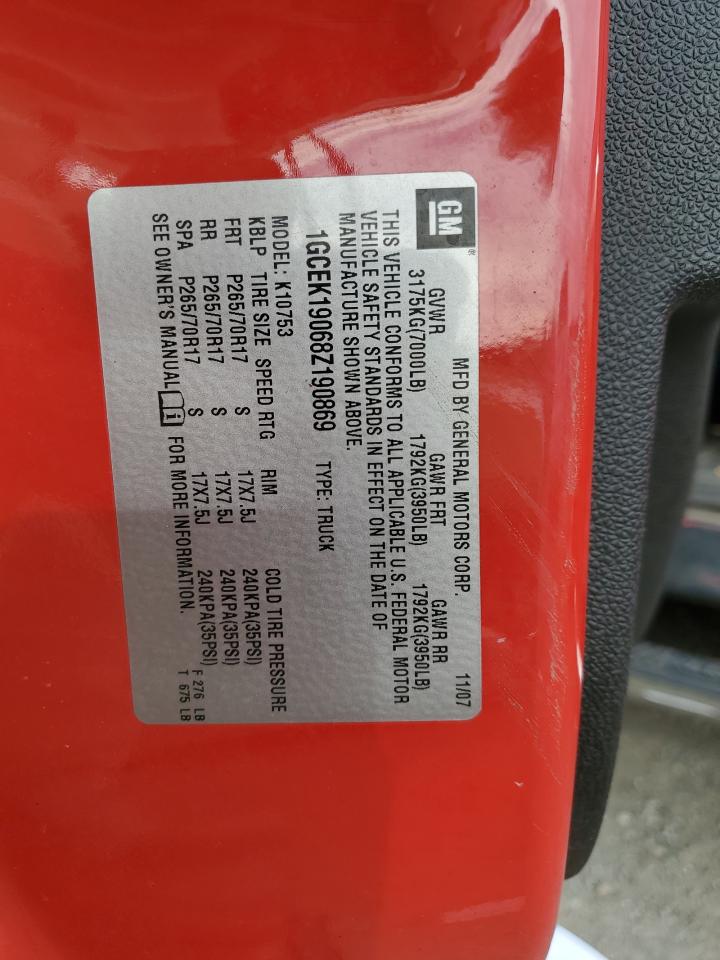 GM®
MFD BY GENERAL MOTORS CORP. 11/07
GVWR GAWR FRT GAWR RR
3175KG(7000LB) 1792KG(3950LB) 1792KG(3950LB)
THIS VEHICLE CONFORMS TO ALL APPLICABLE U.S. FEDERAL MOTOR
VEHICLE SAFETY STANDARDS IN EFFECT ON THE DATE OF
MANUFACTURE SHOWN ABOVE.
1GCEK19068Z190869 TYPE: TRUCK
MODEL: K10753
KBLP TIRE SIZE SPEED RTG RIM COLD TIRE PRESSURE
FRT P265/70R17 S 17X7.5J 240KPA(35PSI)
RR P265/70R17 S 17X7.5J 240KPA(35PSI)
SPA P265/70R17 S 17X7.5J 240KPA(35PSI)
SEE OWNER'S MANUAL i FOR MORE INFORMATION.
F 276 LB
T 675 LB